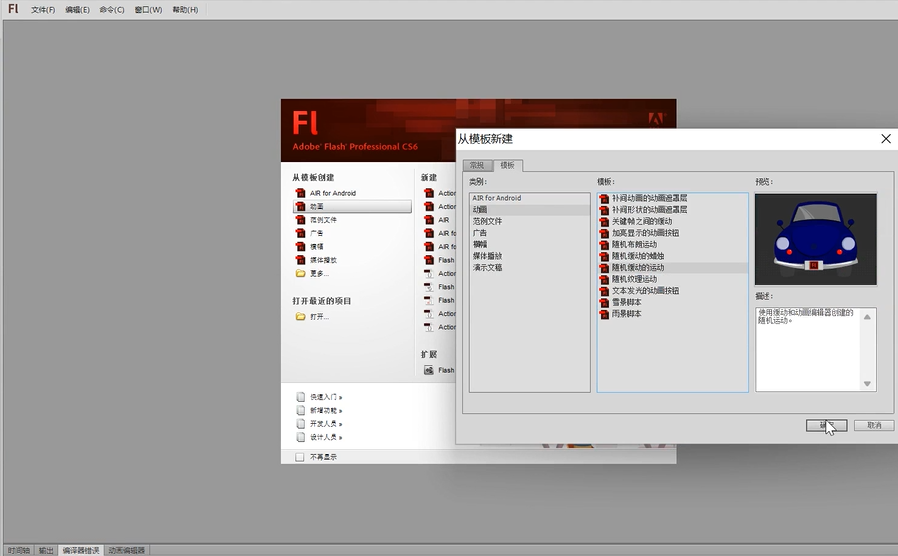 Fl 文件(F) 编辑(E) 命令(C) 窗口(W) 帮助(H)
Fl
Adobe® Flash® Professional CS6
从模板创建
AIR for Android
动画
范例文件
广告
横幅
媒体播放
更多...
打开最近的项目
打开...
新建
Action
Action
AIR
AIR fo
AIR fo
Flash
Action
Flash
Flash
Action
Action
扩展
Flash
快速入门 »
新增功能 »
开发人员 »
设计人员 »
不再显示
从模板新建
常规 模板
类别:
AIR for Android
动画
范例文件
广告
横幅
媒体播放
演示文稿
模板:
补间动画的动画遮罩层
补间形状的动画遮罩层
关键帧之间的缓动
加亮显示的动画按钮
随机布朗运动
随机缓动的蜡烛
随机缓动的运动
随机纹理运动
文本发光的动画按钮
雪景脚本
雨景脚本
预览:
描述:
使用缓动和动画编辑器创建的
随机运动。
取消
时间轴 输出 编译器错误 动画编辑器